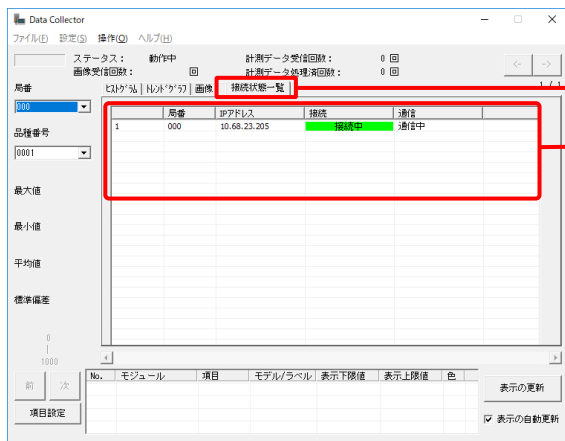 Data Collector
ファイル(F) 設定(S) 操作(O) ヘルプ(H)
ステータス： 動作中 計測データ受信回数： 0 回
画像受信回数： 回 計測データ処理済回数： 0 回
<- ->
局番 ﾋｽﾄｸﾞﾗﾑ ﾄﾚﾝﾄﾞｸﾞﾗﾌ 画像 接続状態一覧 1 / 1
000
局番 IPアドレス 接続 通信
1 000 10.68.23.205 接続中 通信中
品種番号
0001
最大値
最小値
平均値
標準偏差
0
1000
前 次
項目設定
No. モジュール 項目 モデル/ラベル 表示下限値 表示上限値 色
表示の更新
表示の自動更新